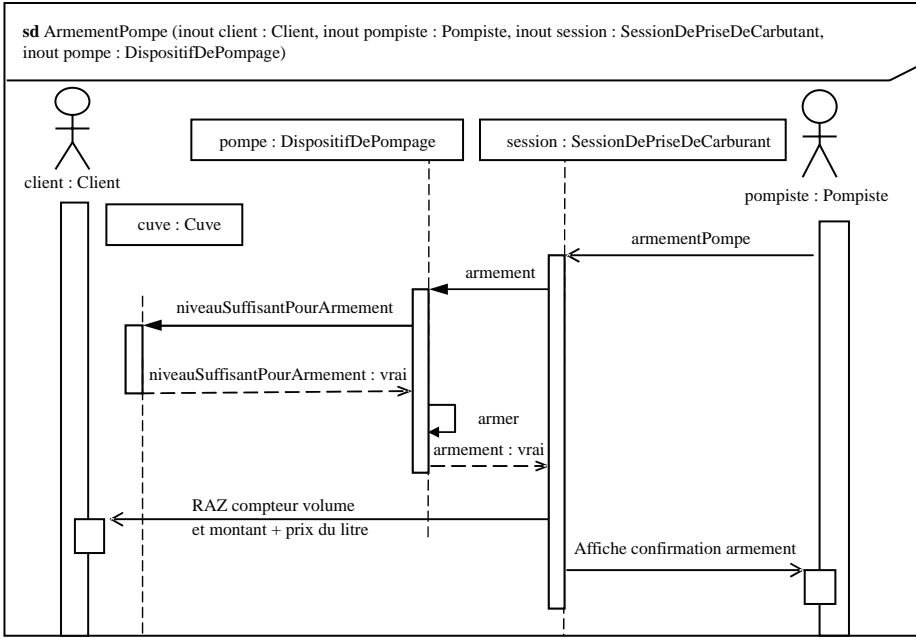 sd ArmementPompe (inout client : Client, inout pompiste : Pompiste, inout session : SessionDePriseDeCarbutant,
inout pompe : DispositifDePompage)
pompe : DispositifDePompage
session : SessionDePriseDeCarburant
client : Client
pompiste : Pompiste
cuve : Cuve
armementPompe
armement
niveauSuffisantPourArmement
niveauSuffisantPourArmement : vrai
armer
armement : vrai
RAZ compteur volume
et montant + prix du litre
Affiche confirmation armement